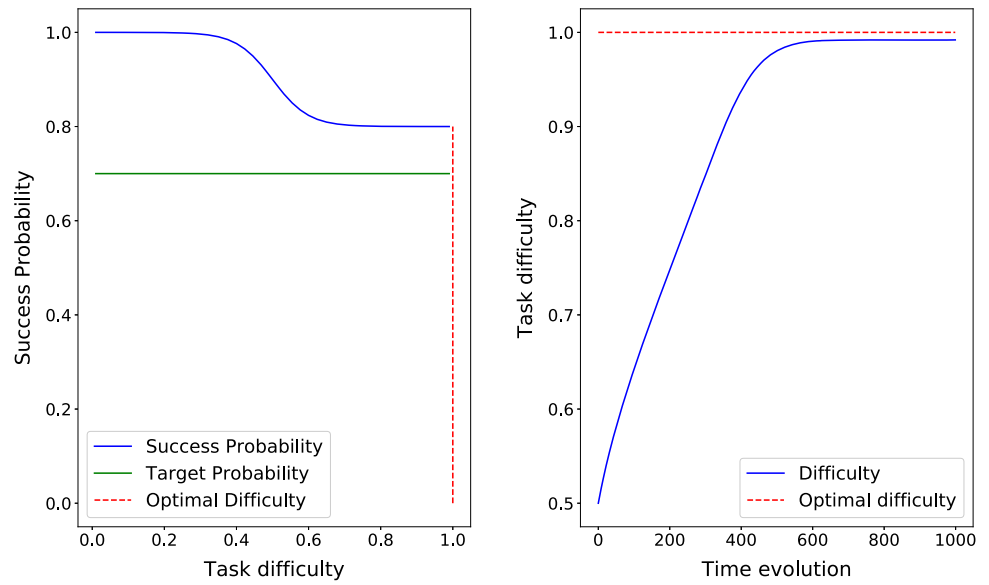 1.0
0.8
0.6
0.4
0.2
0.0
Success Probability
Success Probability
Target Probability
Optimal Difficulty
0.0 0.2 0.4 0.6 0.8 1.0
Task difficulty
1.0
0.9
0.8
0.7
0.6
0.5
Task difficulty
Difficulty
Optimal difficulty
0 200 400 600 800 1000
Time evolution